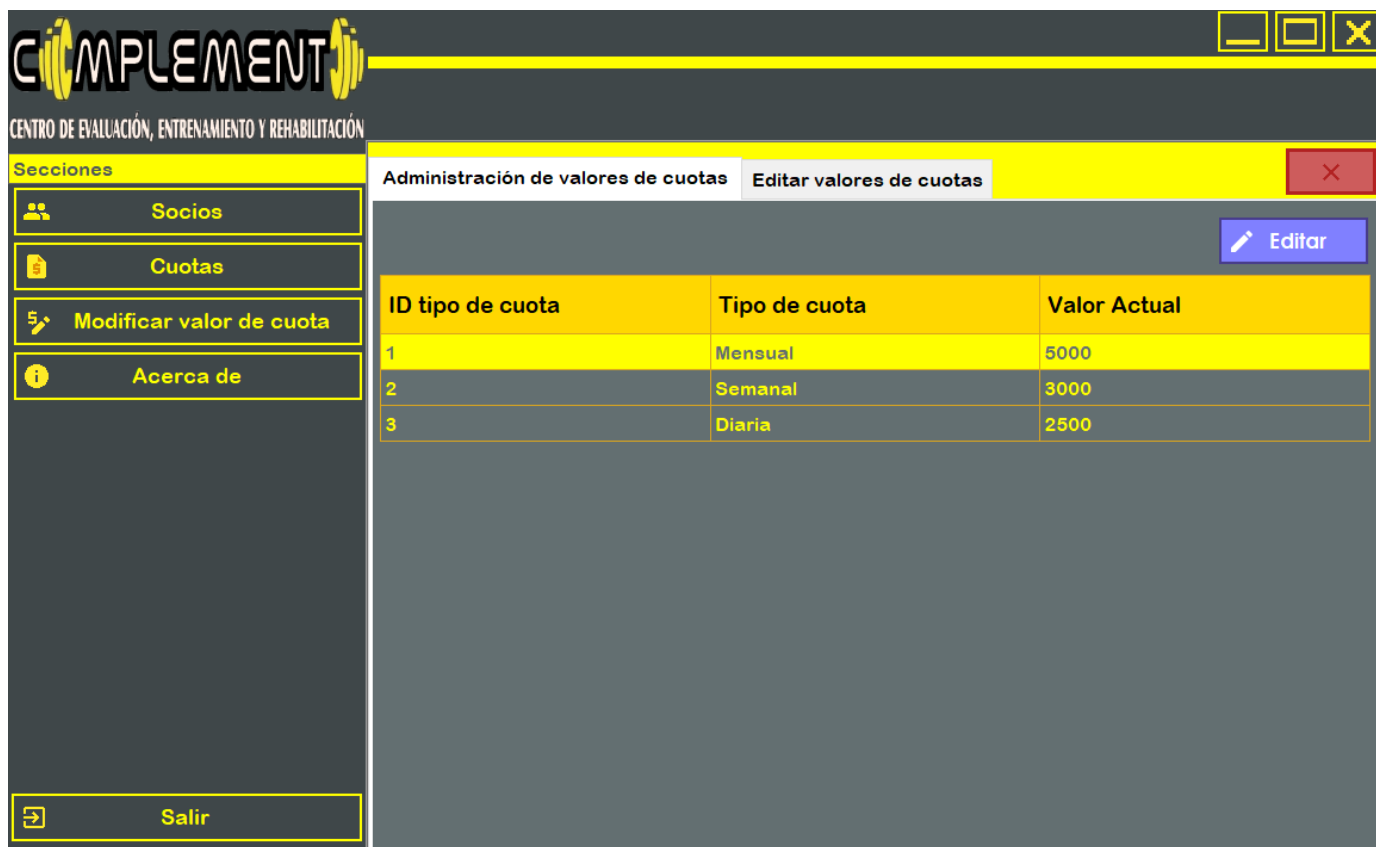 COMPLEMENTO
CENTRO DE EVALUACIÓN, ENTRENAMIENTO Y REHABILITACIÓN
Secciones
Socios
Cuotas
Modificar valor de cuota
Acerca de
Salir
Administración de valores de cuotas Editar valores de cuotas
Editar
ID tipo de cuota Tipo de cuota Valor Actual
1 Mensual 5000
2 Semanal 3000
3 Diaria 2500